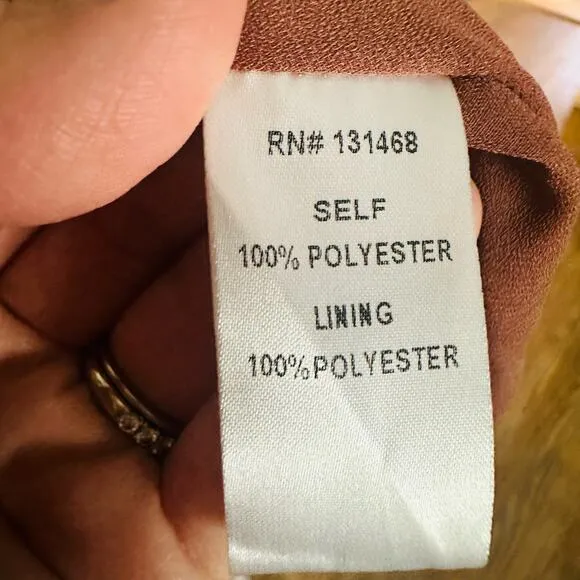 RN# 131468
SELF
100% POLYESTER
LINING
100%POLYESTER